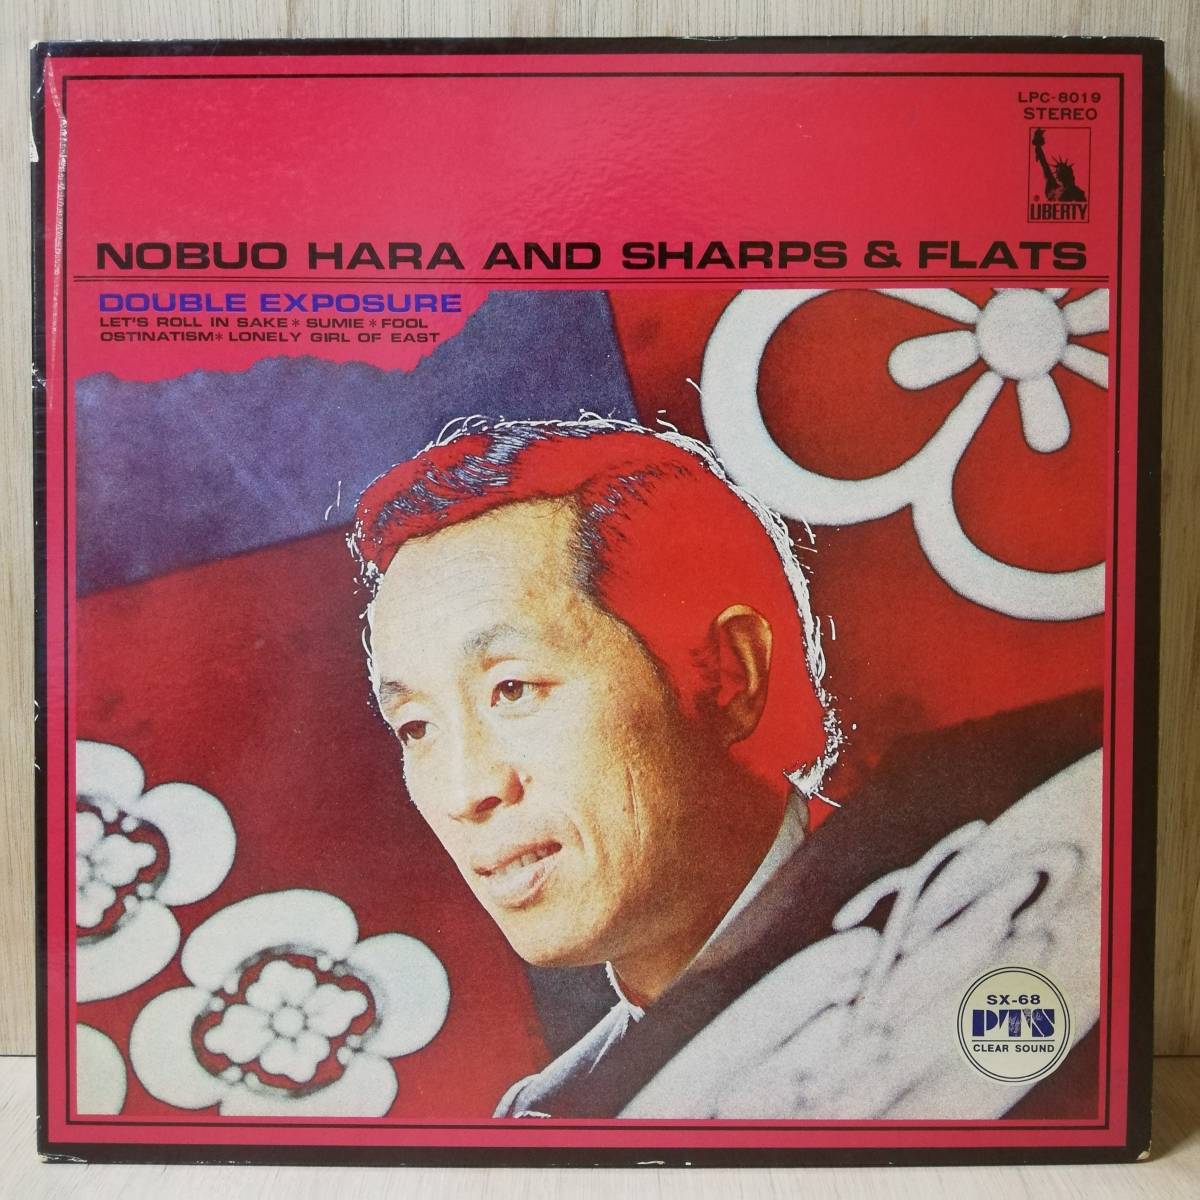 LPC-8019
STEREO
LIBERTY
NOBUO HARA AND SHARPS & FLATS
DOUBLE EXPOSURE
LET'S ROLL IN SAKE * SUMIE * FOOL
OSTINATISM * LONELY GIRL OF EAST
SX-68
PTS
CLEAR SOUND